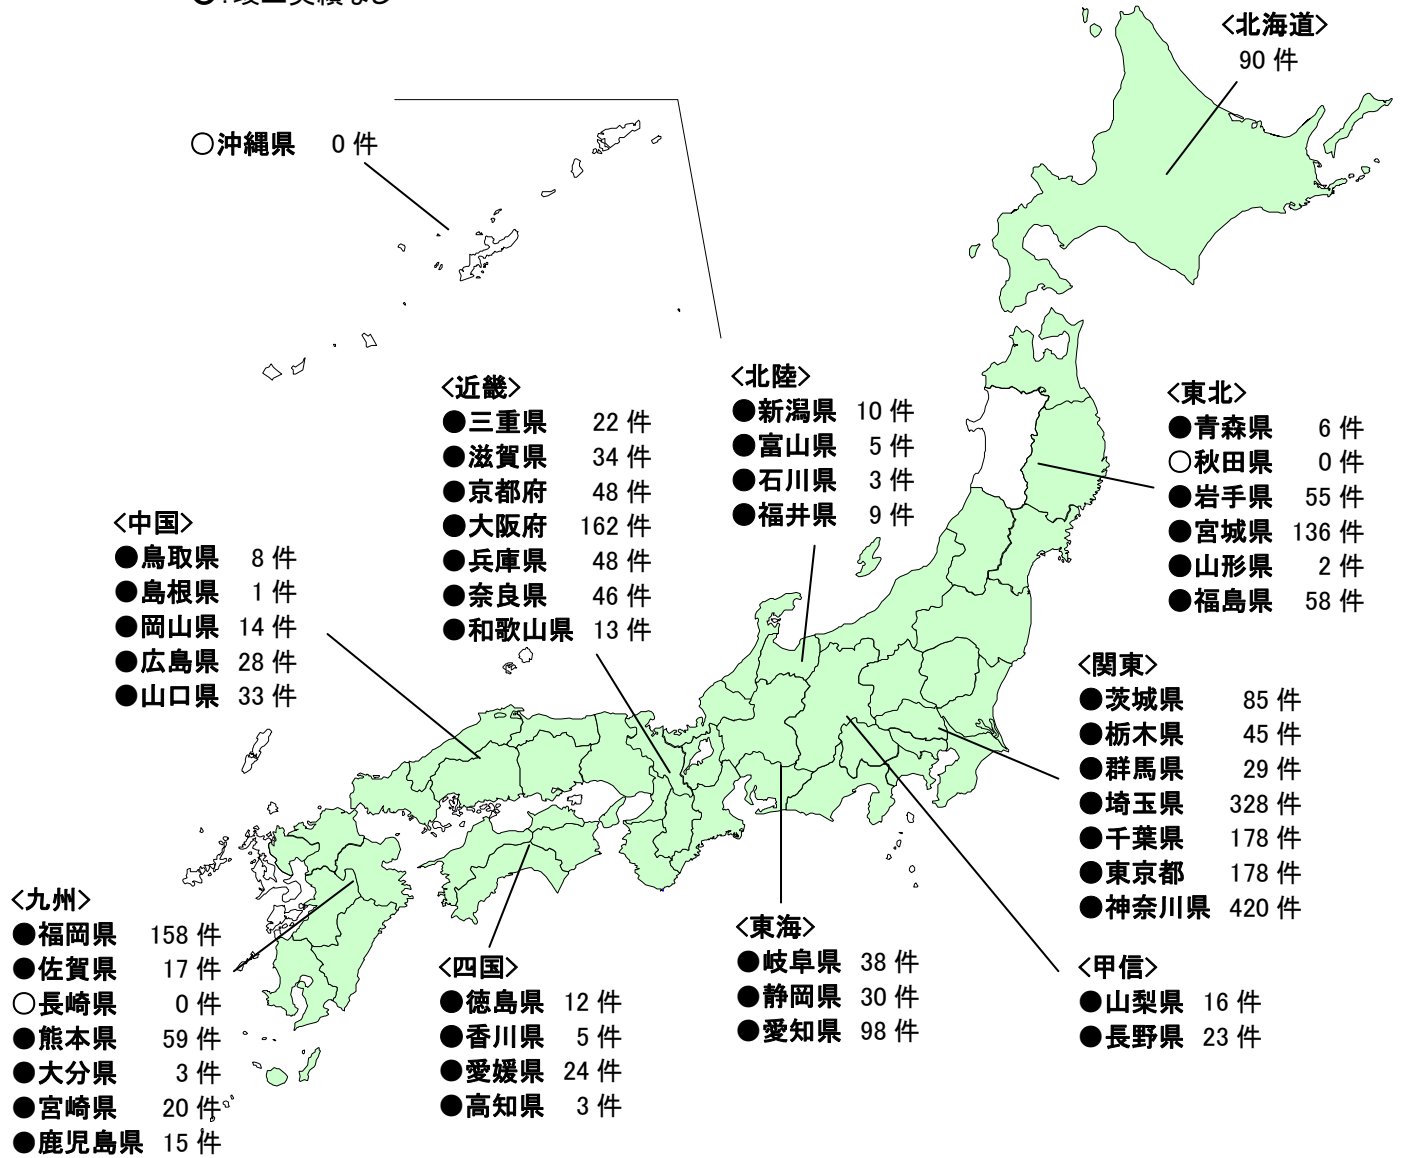 <北海道>
90 件
○沖縄県 0 件
<近畿>
●三重県 22 件
●滋賀県 34 件
●京都府 48 件
●大阪府 162 件
●兵庫県 48 件
●奈良県 46 件
●和歌山県 13 件
<北陸>
●新潟県 10 件
●富山県 5 件
●石川県 3 件
●福井県 9 件
<東北>
●青森県 6 件
○秋田県 0 件
●岩手県 55 件
●宮城県 136 件
●山形県 2 件
●福島県 58 件
<中国>
●鳥取県 8 件
●島根県 1 件
●岡山県 14 件
●広島県 28 件
●山口県 33 件
<関東>
●茨城県 85 件
●栃木県 45 件
●群馬県 29 件
●埼玉県 328 件
●千葉県 178 件
●東京都 178 件
●神奈川県 420 件
<九州>
●福岡県 158 件
●佐賀県 17 件
○長崎県 0 件
●熊本県 59 件
●大分県 3 件
●宮崎県 20 件
●鹿児島県 15 件
<四国>
●徳島県 12 件
●香川県 5 件
●愛媛県 24 件
●高知県 3 件
<東海>
●岐阜県 38 件
●静岡県 30 件
●愛知県 98 件
<甲信>
●山梨県 16 件
●長野県 23 件